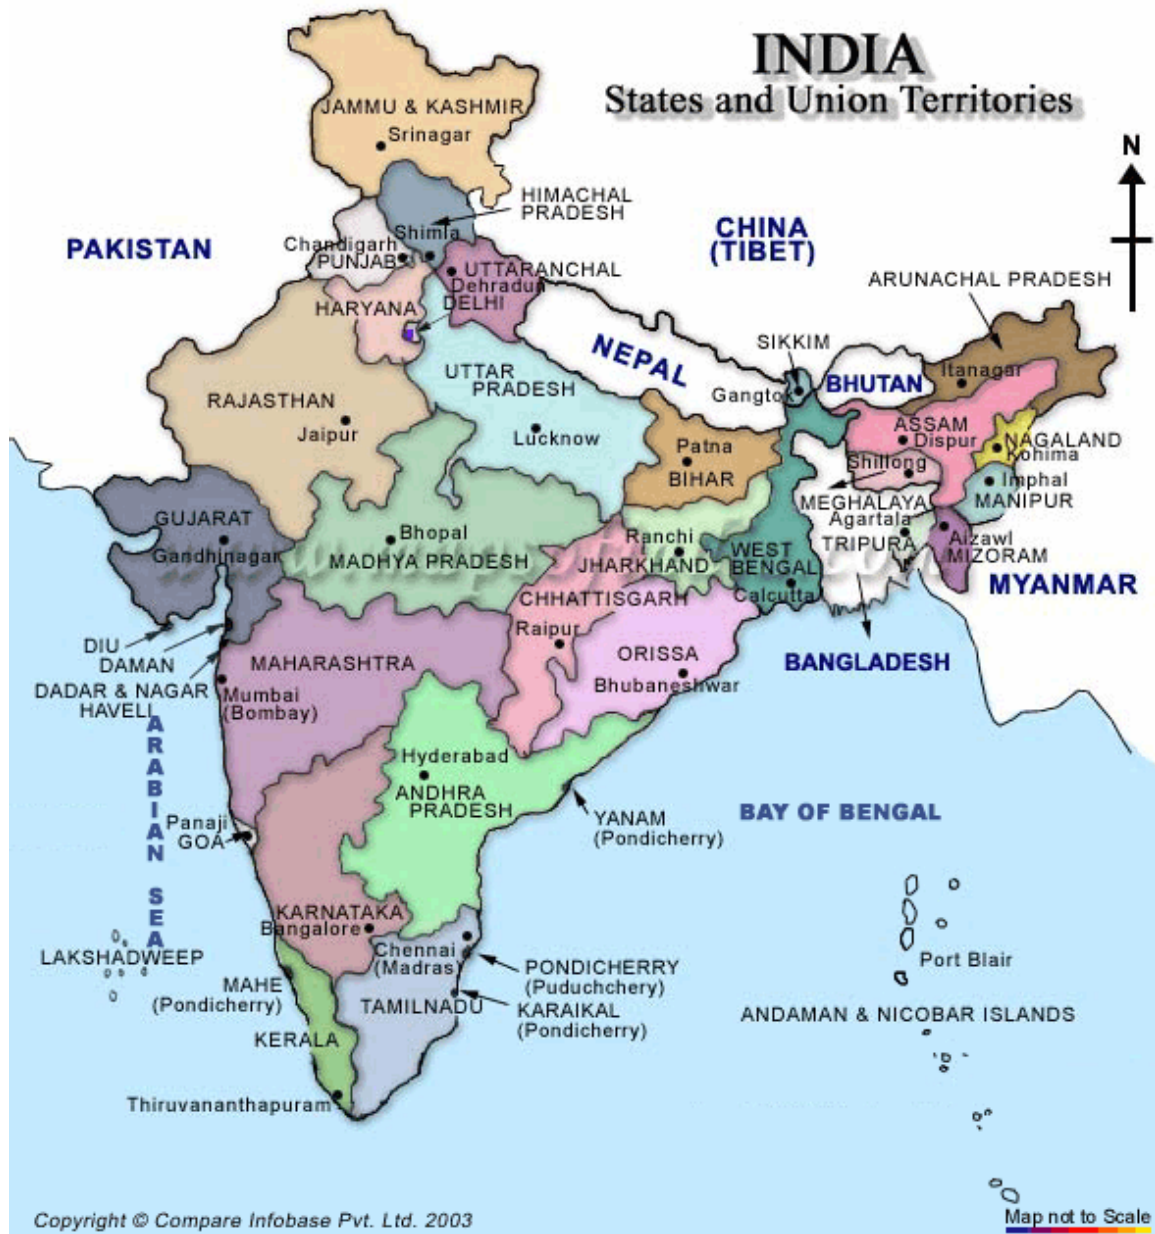 INDIA
States and Union Territories
JAMMU & KASHMIR
Srinagar
N
HIMACHAL
PRADESH
PAKISTAN
CHINA
(TIBET)
Shimla
Chandigarh
PUNJAB
UTTARANCHAL
Dehradun
DELHI
HARYANA
ARUNACHAL PRADESH
NEPAL
SIKKIM
Gangtok
BHUTAN
Itanagar
UTTAR
PRADESH
RAJASTHAN
Jaipur
Lucknow
Patna
BIHAR
ASSAM
Dispur
NAGALAND
Kohima
Shillong
Imphal
MEGHALAYA
MANIPUR
Agartala
TRIPURA
Aizawl
MIZORAM
GUJARAT
Gandhinagar
Bhopal
MADHYA PRADESH
Ranchi
JHARKHAND
WEST
BENGAL
Calcutta
MYANMAR
CHHATTISGARH
Raipur
DIU
DAMAN
DADAR & NAGAR
HAVELI
MAHARASHTRA
Mumbai
(Bombay)
ORISSA
Bhubaneshwar
BANGLADESH
ARABIAN SEA
Hyderabad
ANDHRA
PRADESH
YANAM
(Pondicherry)
BAY OF BENGAL
Panaji
GOA
KARNATAKA
Bangalore
LAKSHADWEEP
Chennai
(Madras)
PONDICHERRY
(Puduchchery)
Port Blair
MAHE
(Pondicherry)
TAMILNADU
KARAIKAL
(Pondicherry)
ANDAMAN & NICOBAR ISLANDS
KERALA
Thiruvananthapuram
Copyright © Compare Infobase Pvt. Ltd. 2003
Map not to Scale